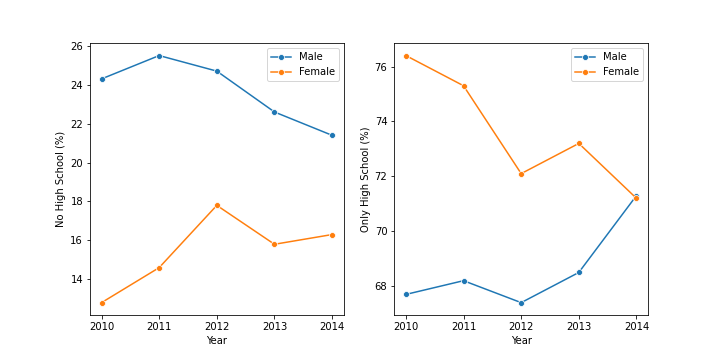 No High School (%)
26
24
22
20
18
16
14
2010 2011 2012 2013 2014
Year
Male
Female
Only High School (%)
76
74
72
70
68
2010 2011 2012 2013 2014
Year
Male
Female